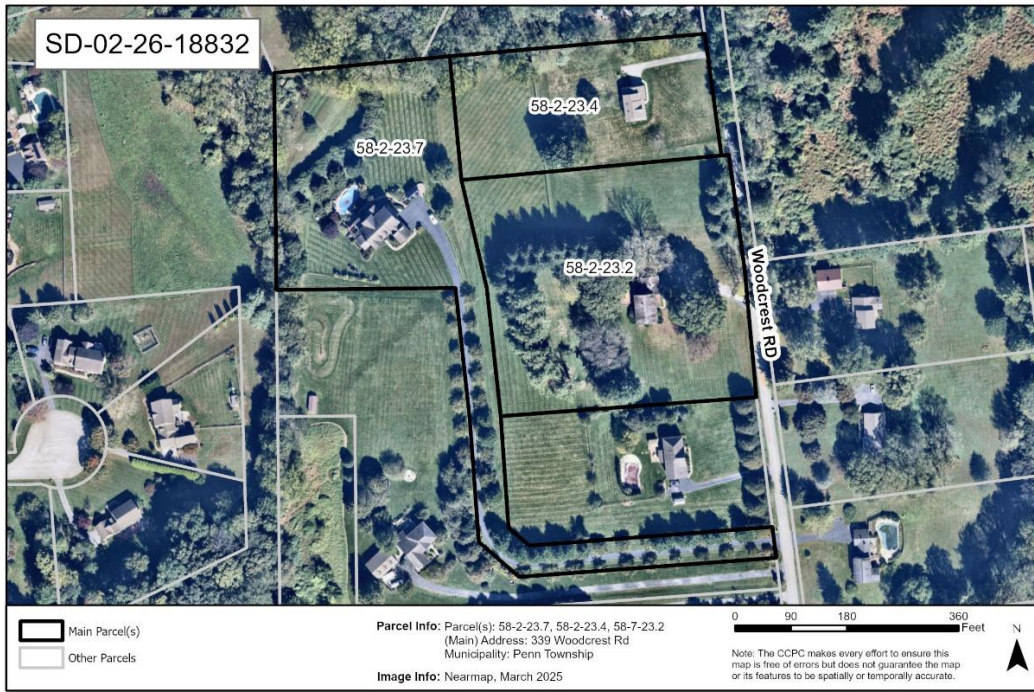 SD-02-26-18832
58-2-23.4
58-2-23.7
58-2-23.2
Woodcrest RD
Main Parcel(s)
Other Parcels
Parcel Info: Parcel(s): 58-2-23.7, 58-2-23.4, 58-7-23.2
(Main) Address: 339 Woodcrest Rd
Municipality: Penn Township
Image Info: Nearmap, March 2025
0 90 180 360
Feet
N
Note: The CCPC makes every effort to ensure this
map is free of errors but does not guarantee the map
or its features to be spatially or temporally accurate.